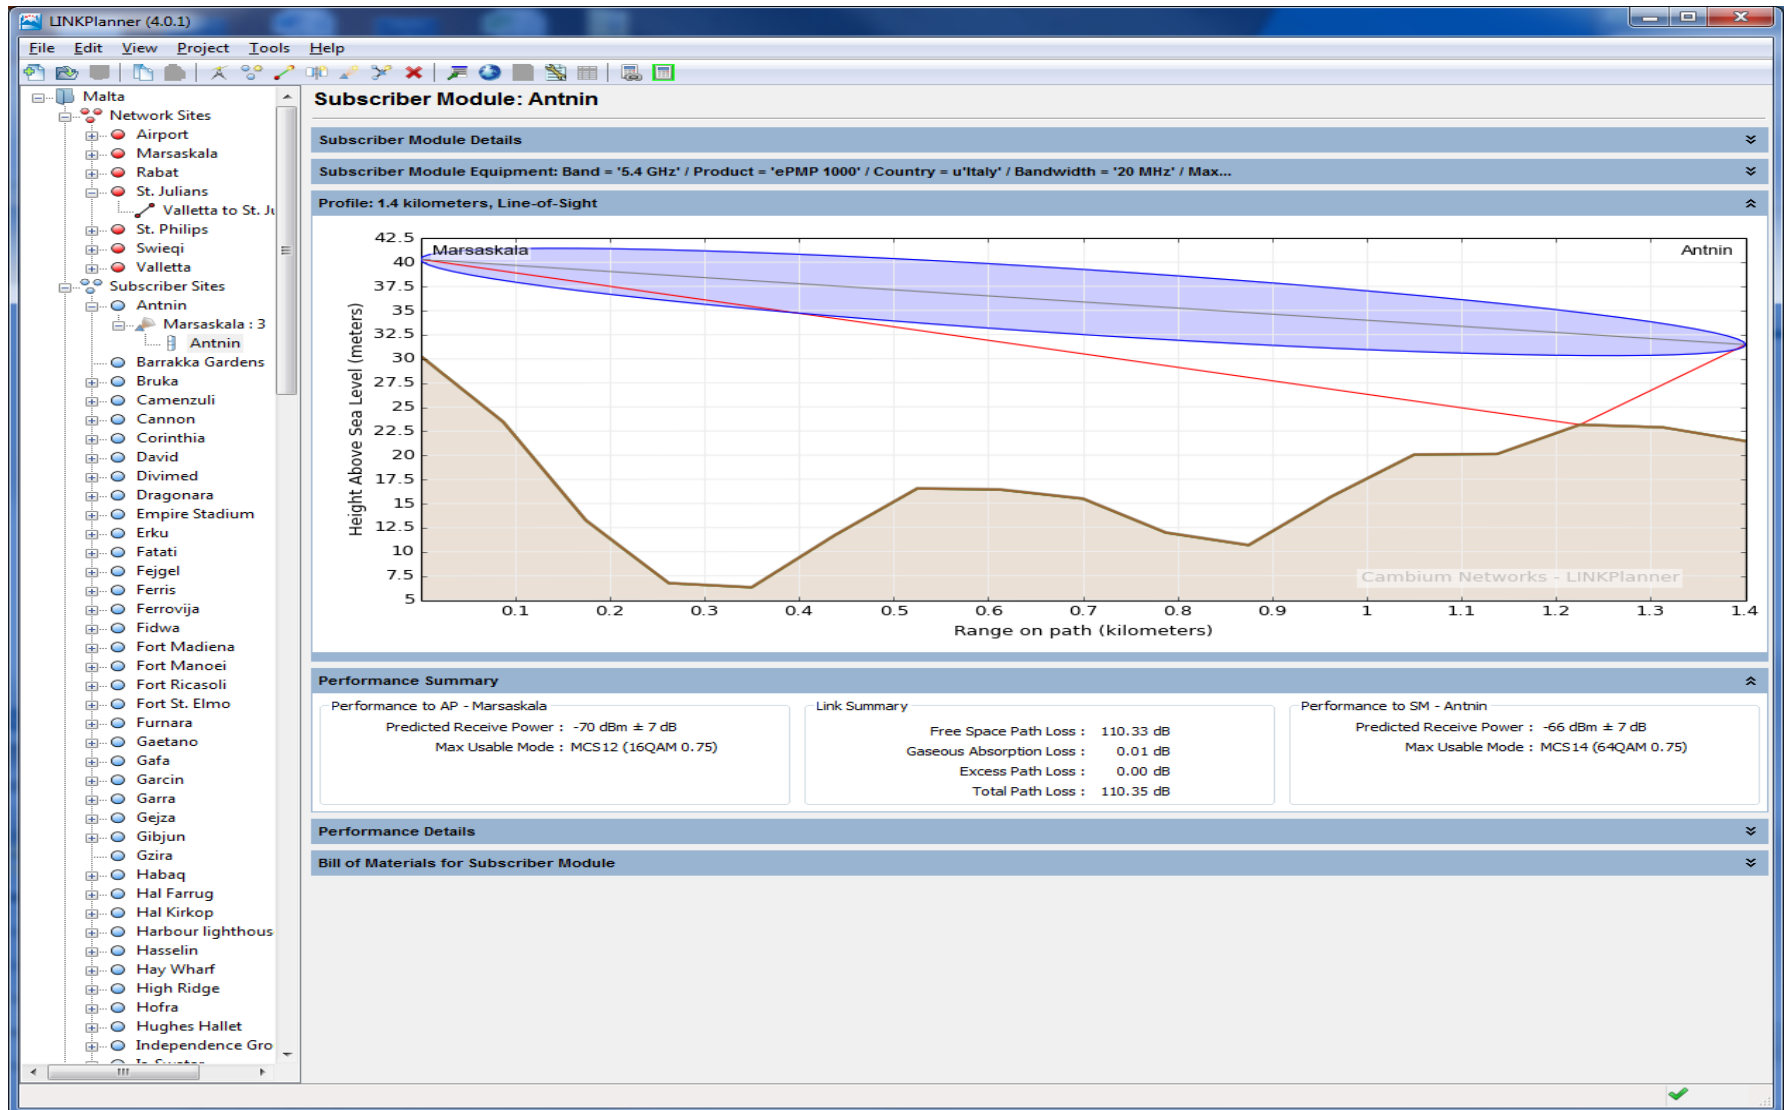 LINKPlanner (4.0.1)
File Edit View Project Tools Help
Malta
Network Sites
Airport
Marsaskala
Rabat
St. Julians
Valletta to St. Ju
St. Philips
Swieqi
Valletta
Subscriber Sites
Antnin
Marsaskala : 3
Antnin
Barrakka Gardens
Bruka
Camenzuli
Cannon
Corinthia
David
Divimed
Dragonara
Empire Stadium
Erku
Fatati
Fejgel
Ferris
Ferrovija
Fidwa
Fort Madiena
Fort Manoei
Fort Ricasoli
Fort St. Elmo
Furnara
Gaetano
Gafa
Garcin
Garra
Gejza
Gibjun
Gzira
Habaq
Hal Farrug
Hal Kirkop
Harbour lighthous
Hasselin
Hay Wharf
High Ridge
Hofra
Hughes Hallet
Independence Gro
Subscriber Module: Antnin
Subscriber Module Details
Subscriber Module Equipment: Band = '5.4 GHz' / Product = 'ePMP 1000' / Country = u'Italy' / Bandwidth = '20 MHz' / Max...
Profile: 1.4 kilometers, Line-of-Sight
Marsaskala
Antnin
Height Above Sea Level (meters)
42.5
40
37.5
35
32.5
30
27.5
25
22.5
20
17.5
15
12.5
10
7.5
5
Cambium Networks - LINKPlanner
0.1 0.2 0.3 0.4 0.5 0.6 0.7 0.8 0.9 1 1.1 1.2 1.3 1.4
Range on path (kilometers)
Performance Summary
Performance to AP - Marsaskala
Predicted Receive Power : -70 dBm ± 7 dB
Max Usable Mode : MCS12 (16QAM 0.75)
Link Summary
Free Space Path Loss : 110.33 dB
Gaseous Absorption Loss : 0.01 dB
Excess Path Loss : 0.00 dB
Total Path Loss : 110.35 dB
Performance to SM - Antnin
Predicted Receive Power : -66 dBm ± 7 dB
Max Usable Mode : MCS14 (64QAM 0.75)
Performance Details
Bill of Materials for Subscriber Module